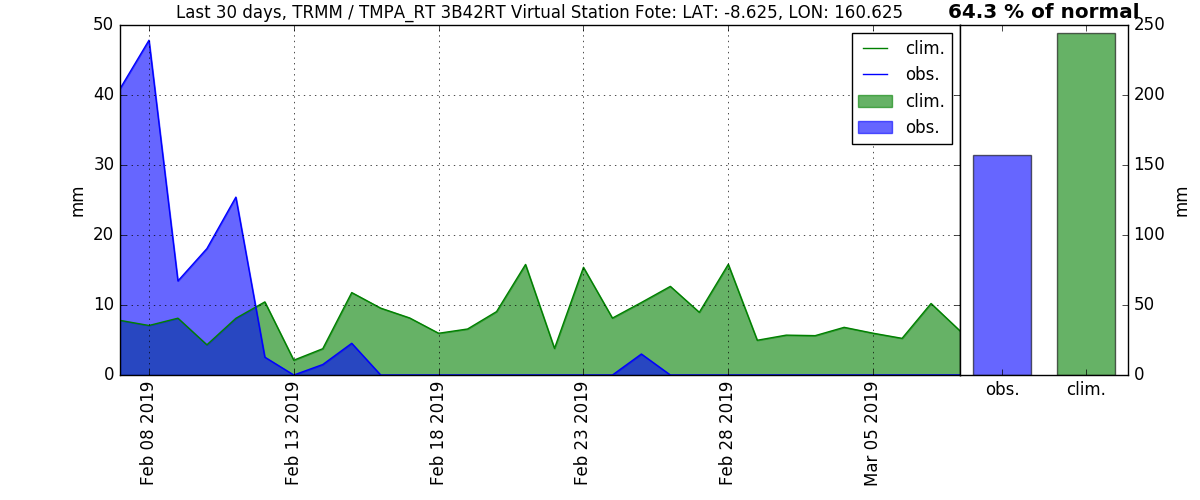 Last 30 days, TRMM / TMPA_RT 3B42RT Virtual Station Fote: LAT: -8.625, LON: 160.625
64.3 % of normal
50
40
30
20
10
0
mm
clim.
obs.
clim.
obs.
Feb 08 2019
Feb 13 2019
Feb 18 2019
Feb 23 2019
Feb 28 2019
Mar 05 2019
250
200
150
100
50
0
mm
obs.
clim.